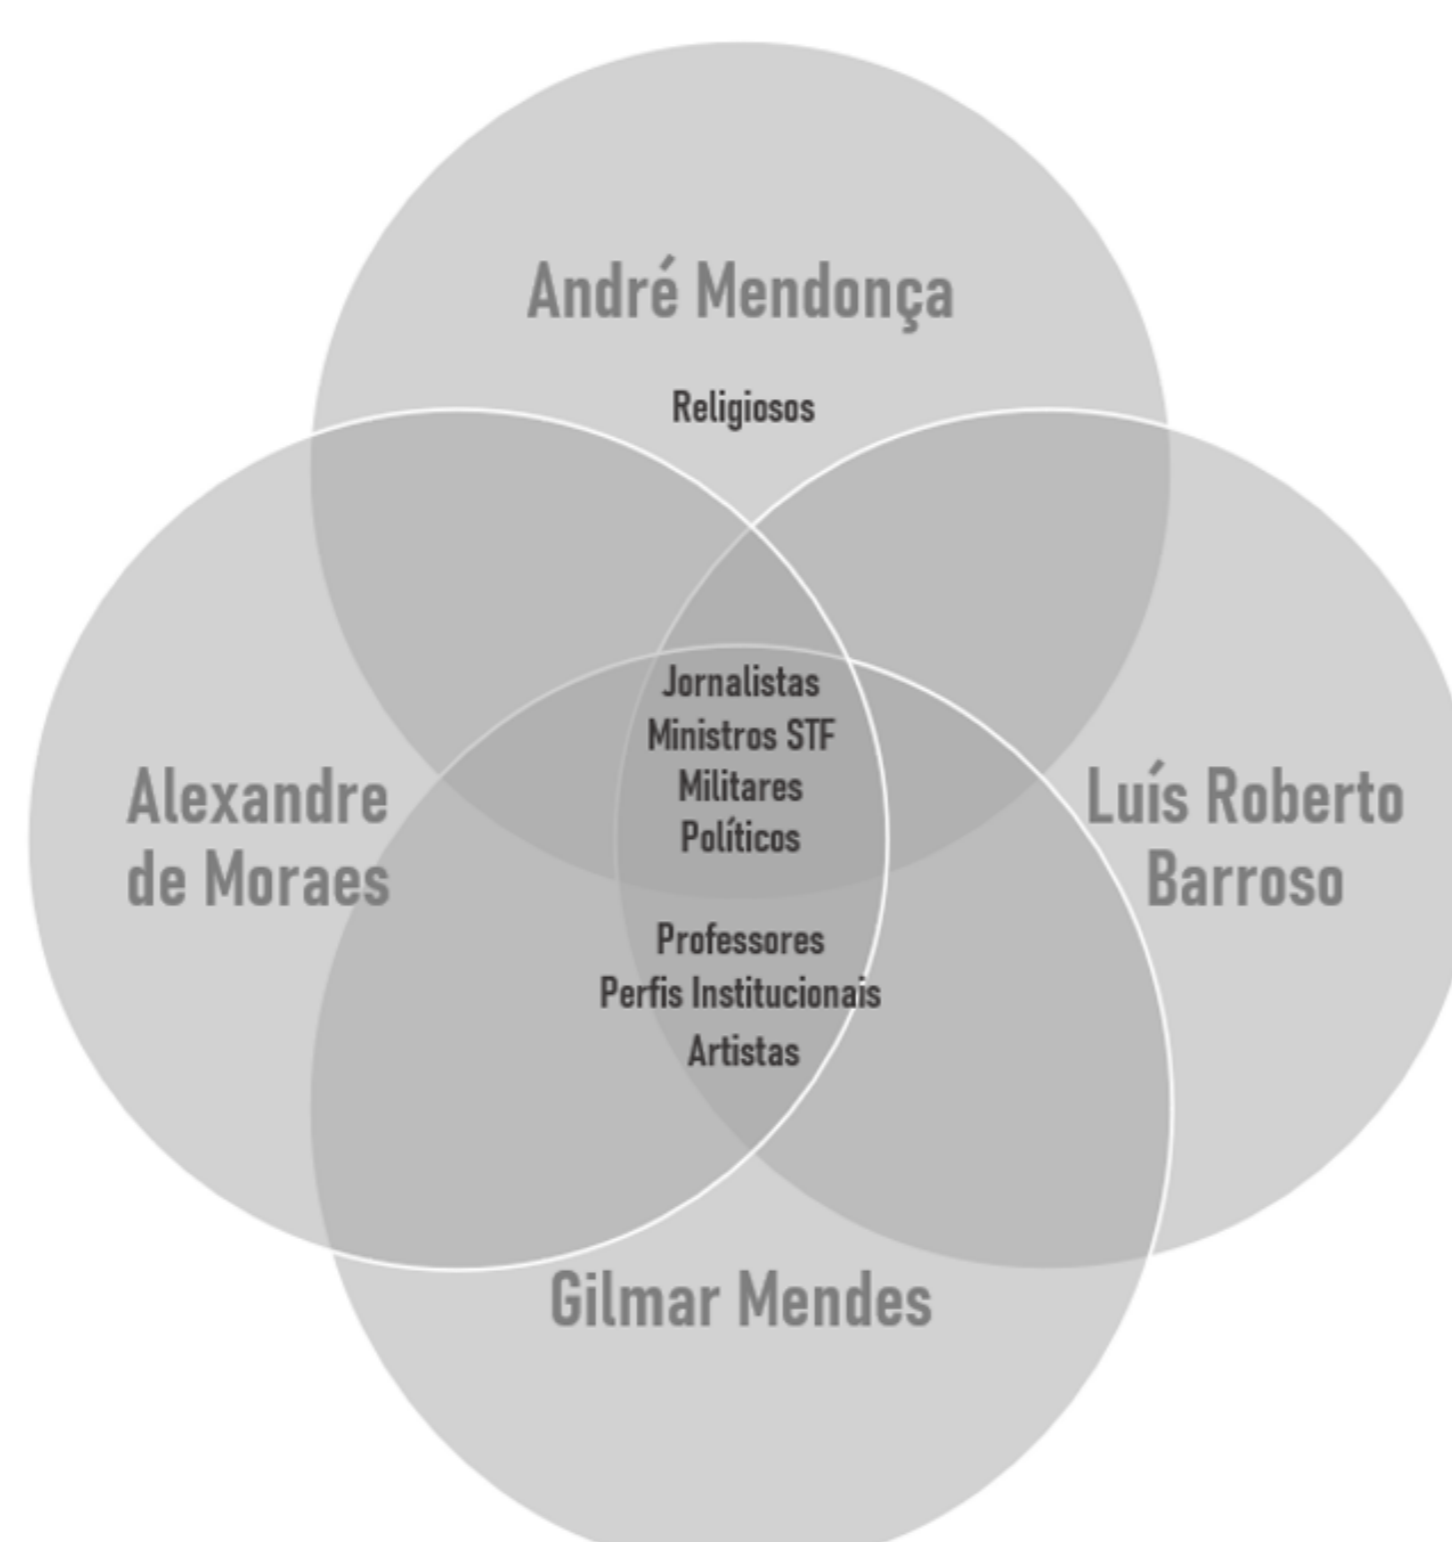 André Mendonça
Religiosos
Jornalistas
Ministros STF
Militares
Políticos
Alexandre
de Moraes
Luís Roberto
Barroso
Professores
Perfis Institucionais
Artistas
Gilmar Mendes